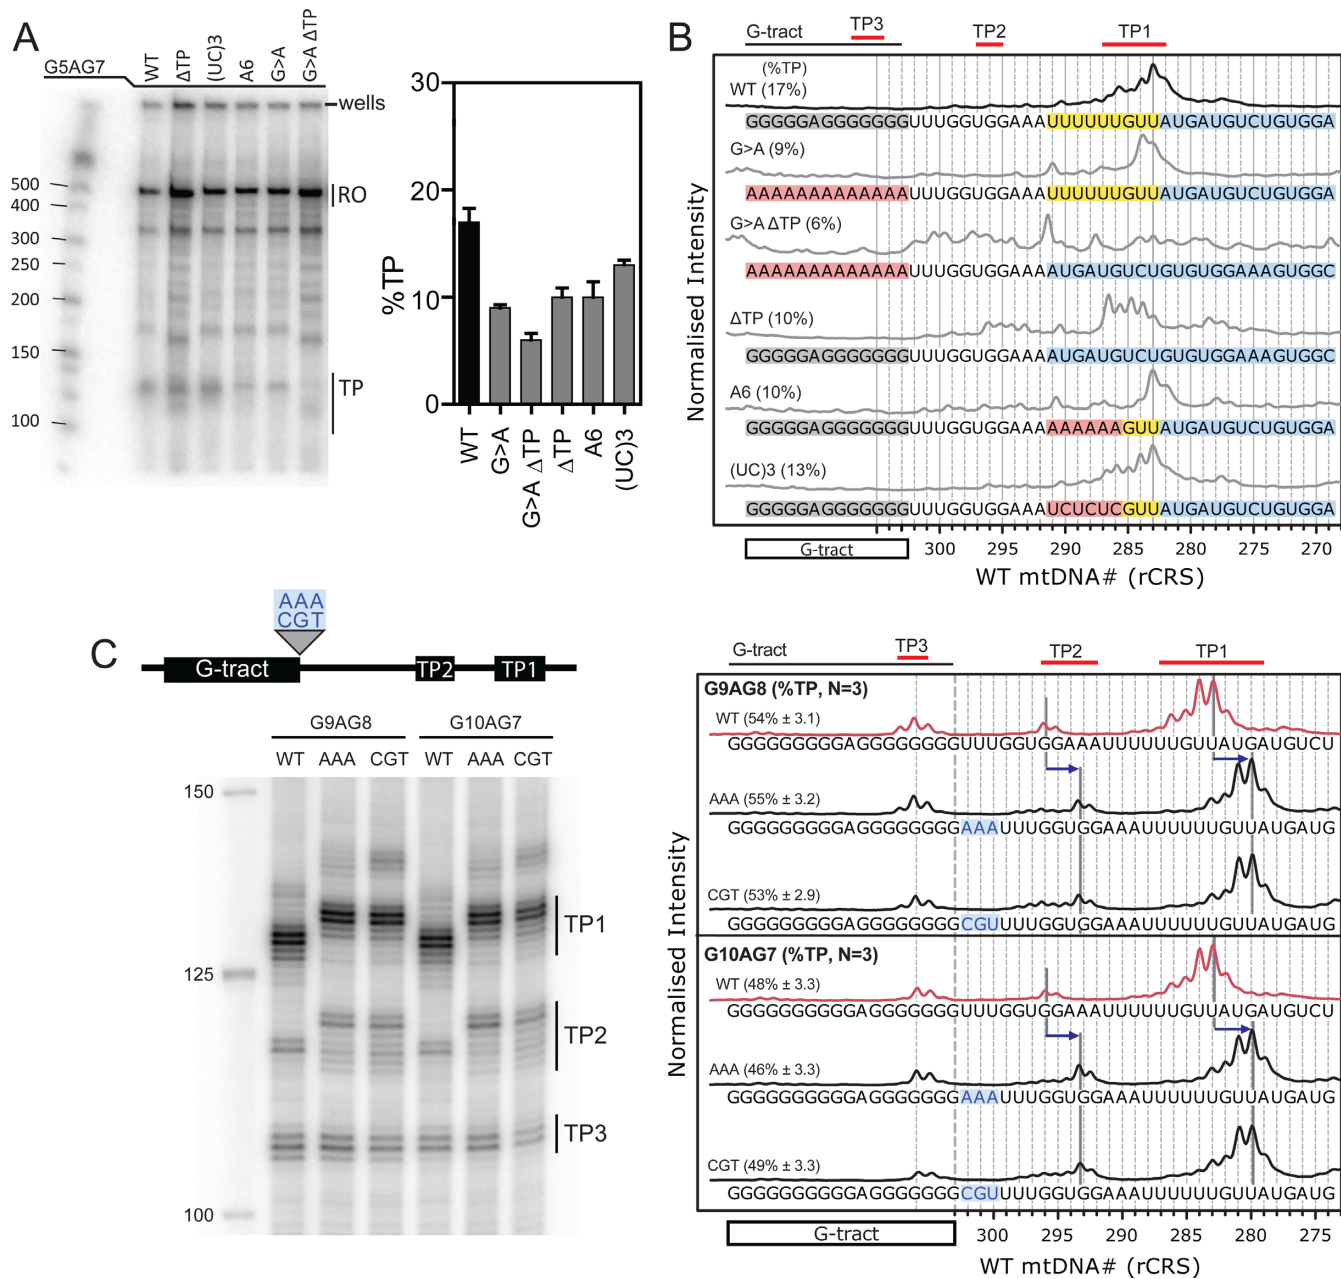 A
G5AG7
WT
ΔTP
(UC)3
A6
G>A
G>A ΔTP
wells
500
400
300
250
200
150
100
RO
TP
30
20
10
0
%TP
WT
G>A
G>A ΔTP
ΔTP
A6
(UC)3
B
G-tract
TP3
TP2
TP1
Normalised Intensity
(%TP)
WT (17%)
GGGGGAGGGGGGGUUUGGUGGAAAUUUUUUGUUAUGAUGUCUGUGGA
G>A (9%)
AAAAAAAAAAAAAUUUGGUGGAAAUUUUUUGUUAUGAUGUCUGUGGA
G>A ΔTP (6%)
AAAAAAAAAAAAAUUUGGUGGAAAAUGAUGUCUGUGUGGAAAGUGGC
ΔTP (10%)
GGGGGAGGGGGGGUUUGGUGGAAAAUGAUGUCUGUGUGGAAAGUGGC
A6 (10%)
GGGGGAGGGGGGGUUUGGUGGAAAAAAAAAGUUAUGAUGUCUGUGGA
(UC)3 (13%)
GGGGGAGGGGGGGUUUGGUGGAAAUCUCUCGUUAUGAUGUCUGUGGA
G-tract
300 295 290 285 280 275 270
WT mtDNA# (rCRS)
C
AAA
CGT
G-tract
TP2
TP1
G9AG8
G10AG7
WT AAA CGT WT AAA CGT
150
125
100
TP1
TP2
TP3
G-tract
TP3
TP2
TP1
Normalised Intensity
Normalised Intensity
G9AG8 (%TP, N=3)
WT (54% ± 3.1)
GGGGGGGGGAGGGGGGGGUUUGGUGGAAAUUUUUUGUUAUGAUGUCU
AAA (55% ± 3.2)
GGGGGGGGGAGGGGGGGGAAAUUUGGUGGAAAUUUUUUGUUAUGAUG
CGT (53% ± 2.9)
GGGGGGGGGAGGGGGGGGCGUUUUGGUGGAAAUUUUUUGUUAUGAUG
G10AG7 (%TP, N=3)
WT (48% ± 3.3)
GGGGGGGGGGAGGGGGGGUUUGGUGGAAAUUUUUUGUUAUGAUGUCU
AAA (46% ± 3.3)
GGGGGGGGGGAGGGGGGGAAAUUUGGUGGAAAUUUUUUGUUAUGAUG
CGT (49% ± 3.3)
GGGGGGGGGGAGGGGGGGCGUUUUGGUGGAAAUUUUUUGUUAUGAUG
G-tract
300 295 290 285 280 275
WT mtDNA# (rCRS)